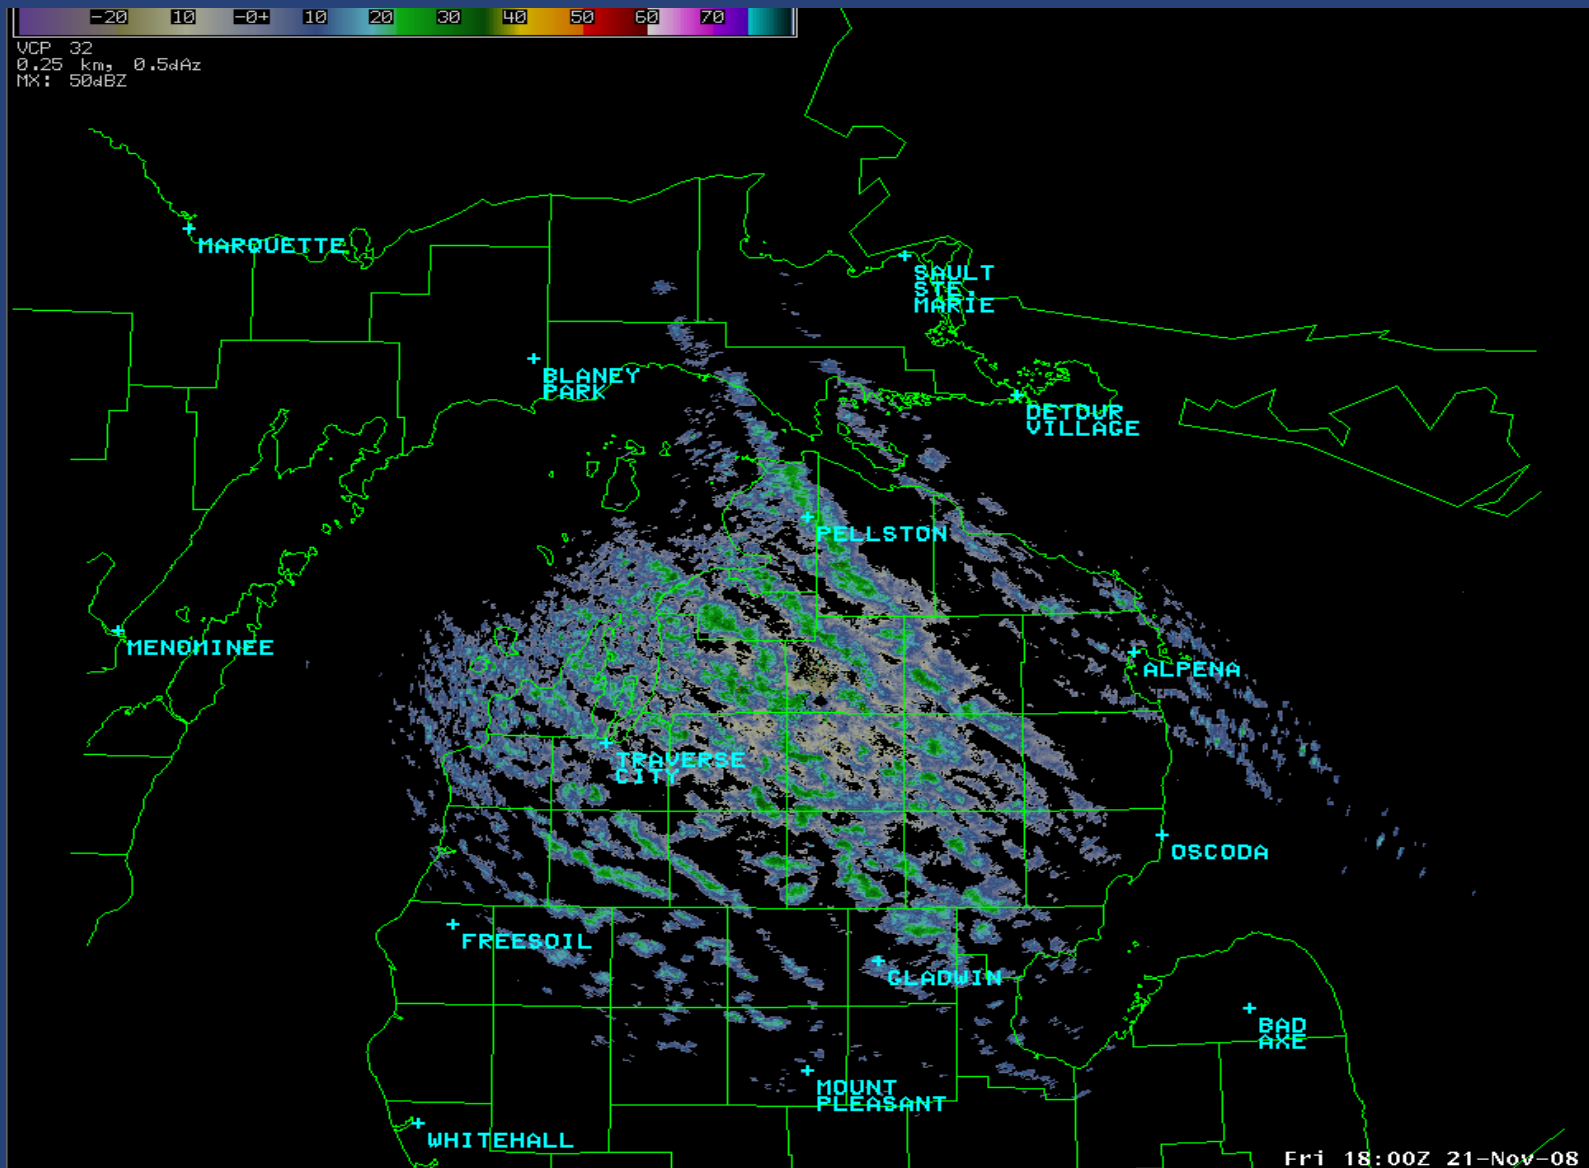 -20 10 -0+ 10 20 30 40 50 60 70
VCP 32
0.25 km, 0.5dAz
MX: 50dBZ
MARQUETTE
SAULT
STE.
MARIE
BLANEY
PARK
DETOUR
VILLAGE
PELLSTON
MENOMINEE
ALPENA
TRAVERSE
CITY
OSCODA
FREESOIL
GLADWIN
BAD
AXE
MOUNT
PLEASANT
WHITEHALL
Fri 18:00Z 21-Nov-08